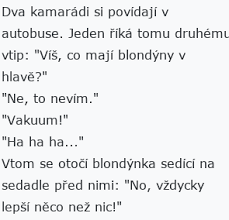 Dva kamarádi si povídají v
autobuse. Jeden říká tomu druhému
vtip: "Víš, co mají blondýny v
hlavě?"
"Ne, to nevím."
"Vakuum!"
"Ha ha ha..."
Vtom se otočí blondýnka sedící na
sedadle před nimi: "No, vždycky
lepší něco než nic!"